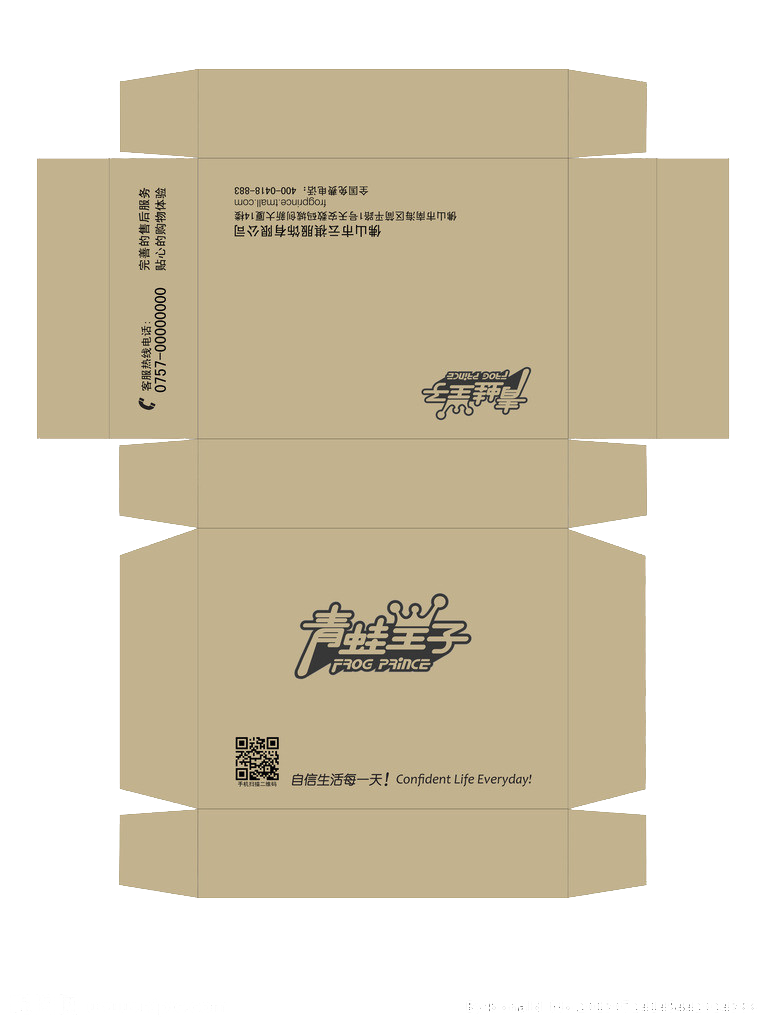 全国免费电话：400-0418-883
frogprince.tmall.com
佛山市南海区简平路1号天安数码城创新大厦14楼
佛山市云祺服饰有限公司
完善的售后服务
贴心的购物体验
客服热线电话：
0757-00000000
青蛙王子
FROG PRINCE
青蛙王子
FROG PRINCE
手机扫描二维码
自信生活每一天！Confident Life Everyday!